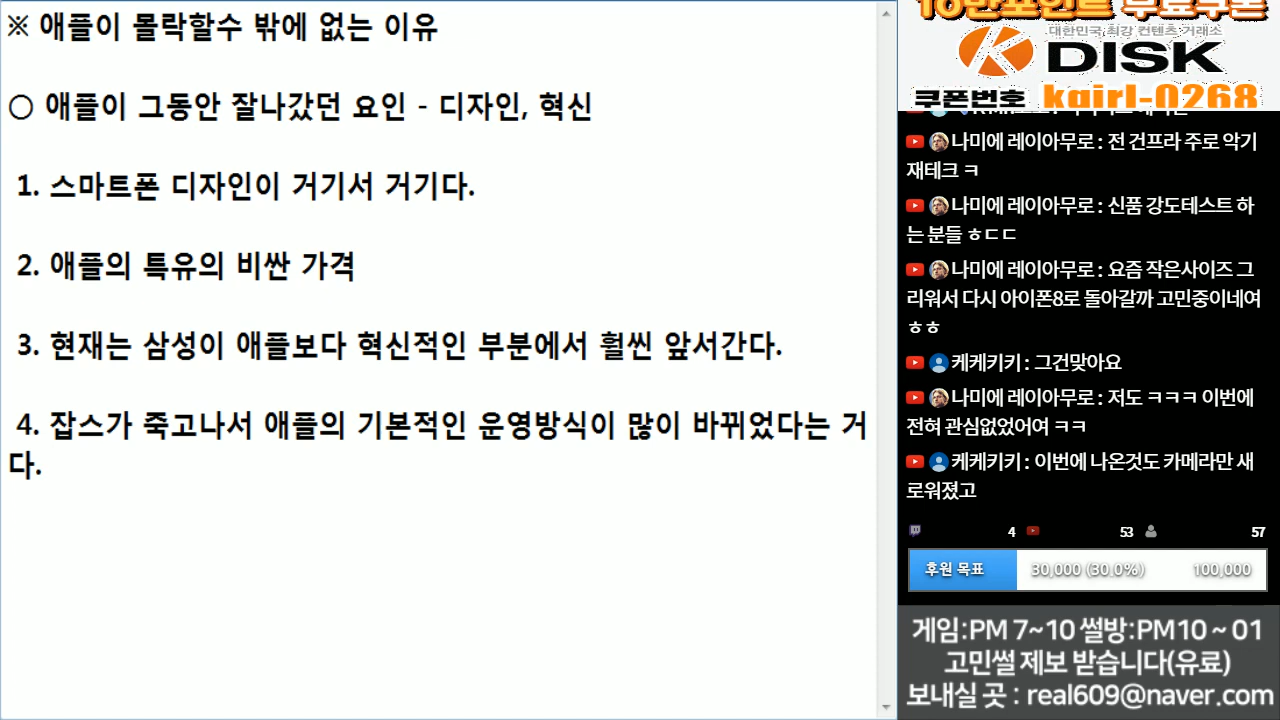 ※ 애플이 몰락할수 밖에 없는 이유
○ 애플이 그동안 잘나갔던 요인 - 디자인, 혁신
1. 스마트폰 디자인이 거기서 거기다.
2. 애플의 특유의 비싼 가격
3. 현재는 삼성이 애플보다 혁신적인 부분에서 훨씬 앞서간다.
4. 잡스가 죽고나서 애플의 기본적인 운영방식이 많이 바뀌었다는 거
다.
10만포인트 무료쿠폰
대한민국 최강 컨텐츠 거래소
K DISK
쿠폰번호 kgirl-0268
나미에 레이아무로 : 전 건프라 주로 악기
재테크 ㅋ
나미에 레이아무로 : 신품 강도테스트 하
는 분들 ㅎㄷㄷ
나미에 레이아무로 : 요즘 작은사이즈 그
리워서 다시 아이폰8로 돌아갈까 고민중이네여
ㅎㅎ
케케키키 : 그건맞아요
나미에 레이아무로 : 저도 ㅋㅋㅋ 이번에
전혀 관심없었어여 ㅋㅋ
케케키키 : 이번에 나온것도 카메라만 새
로워졌고
4 53 57
후원 목표 30,000 (30.0%) 100,000
게임:PM 7~10 썰방:PM10 ~ 01
고민썰 제보 받습니다(유료)
보내실 곳 : real609@naver.com